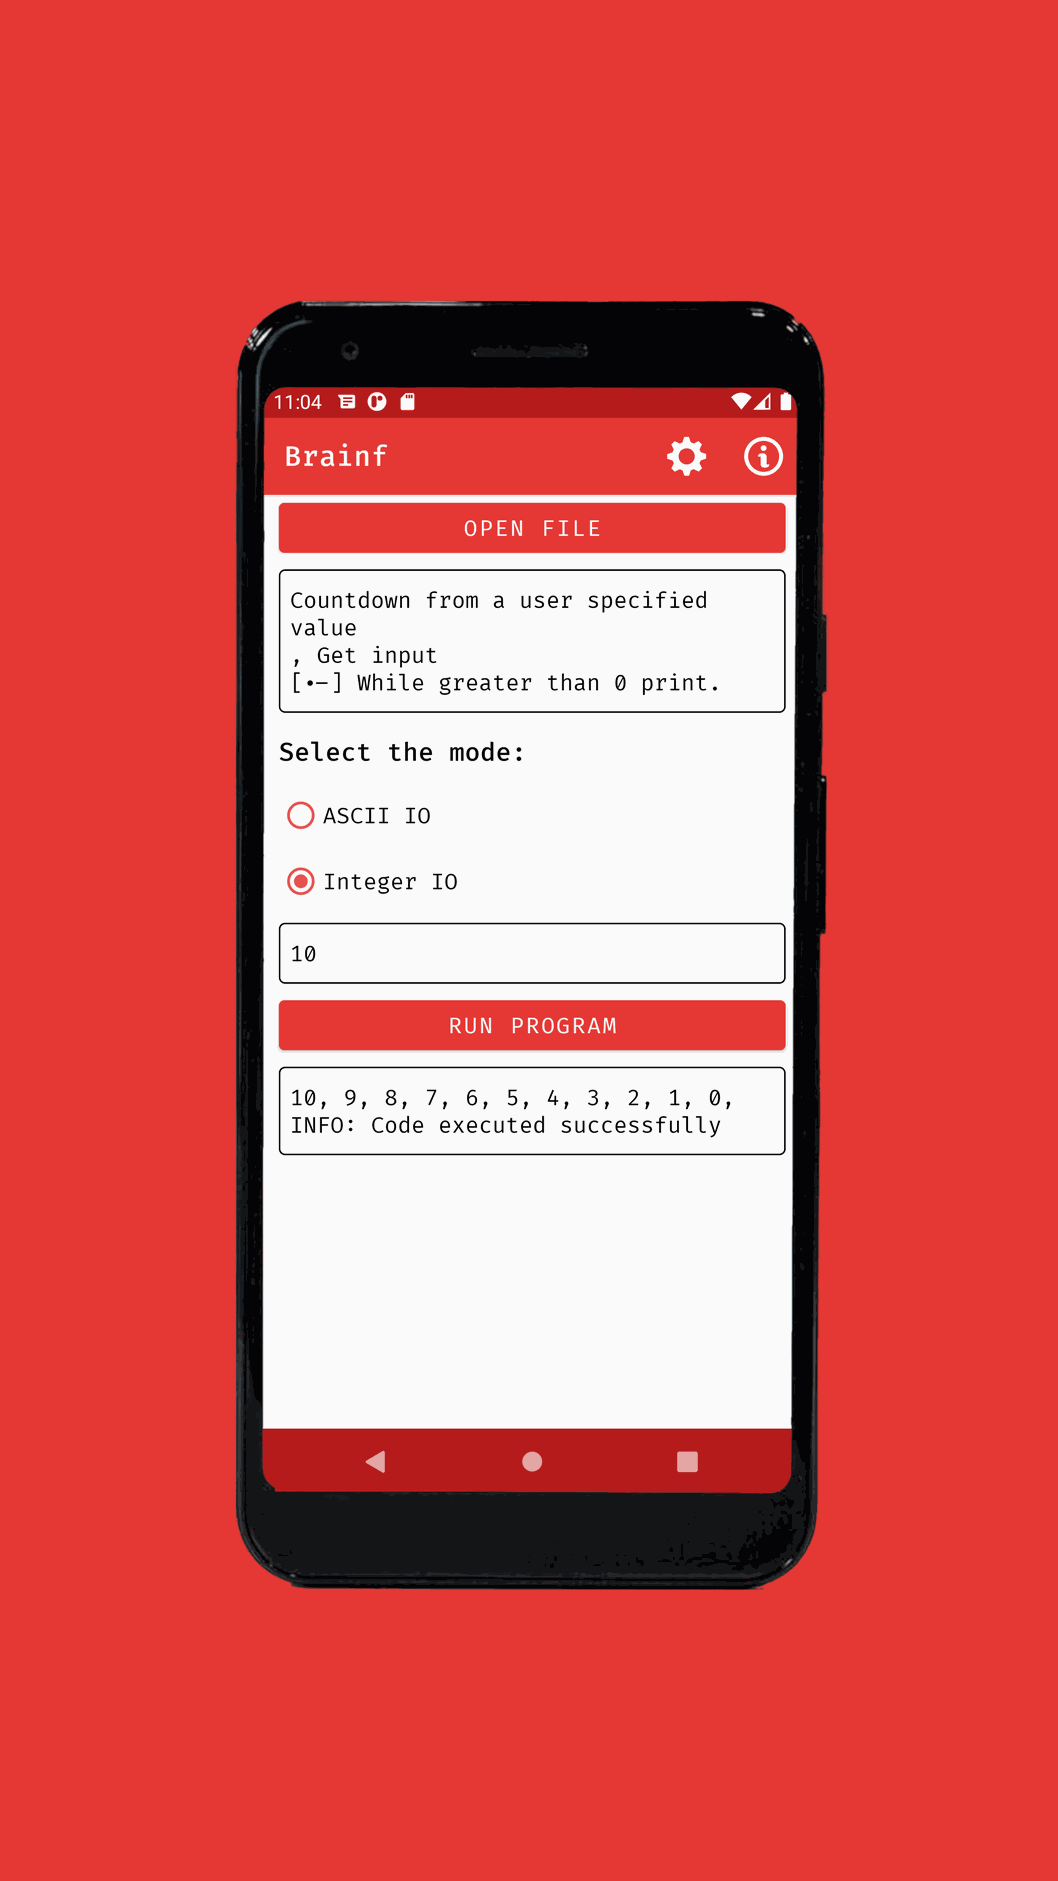 11:04
Brainf
OPEN FILE
Countdown from a user specified
value
, Get input
[•−] While greater than 0 print.
Select the mode:
ASCII IO
Integer IO
10
RUN PROGRAM
10, 9, 8, 7, 6, 5, 4, 3, 2, 1, 0,
INFO: Code executed successfully